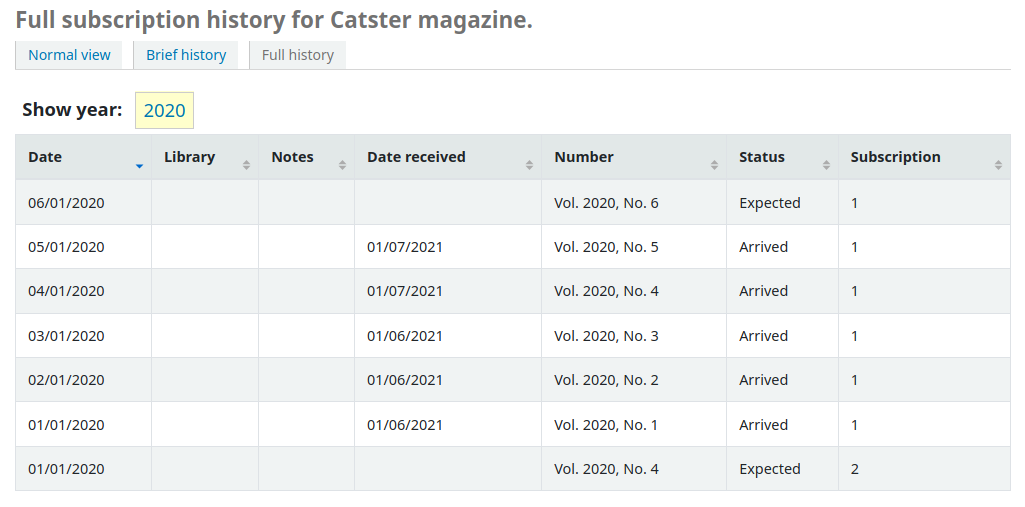 Full subscription history for Catster magazine.
Normal view Brief history Full history
Show year: 2020
Date Library Notes Date received Number Status Subscription
06/01/2020 Vol. 2020, No. 6 Expected 1
05/01/2020 01/07/2021 Vol. 2020, No. 5 Arrived 1
04/01/2020 01/07/2021 Vol. 2020, No. 4 Arrived 1
03/01/2020 01/06/2021 Vol. 2020, No. 3 Arrived 1
02/01/2020 01/06/2021 Vol. 2020, No. 2 Arrived 1
01/01/2020 01/06/2021 Vol. 2020, No. 1 Arrived 1
01/01/2020 Vol. 2020, No. 4 Expected 2